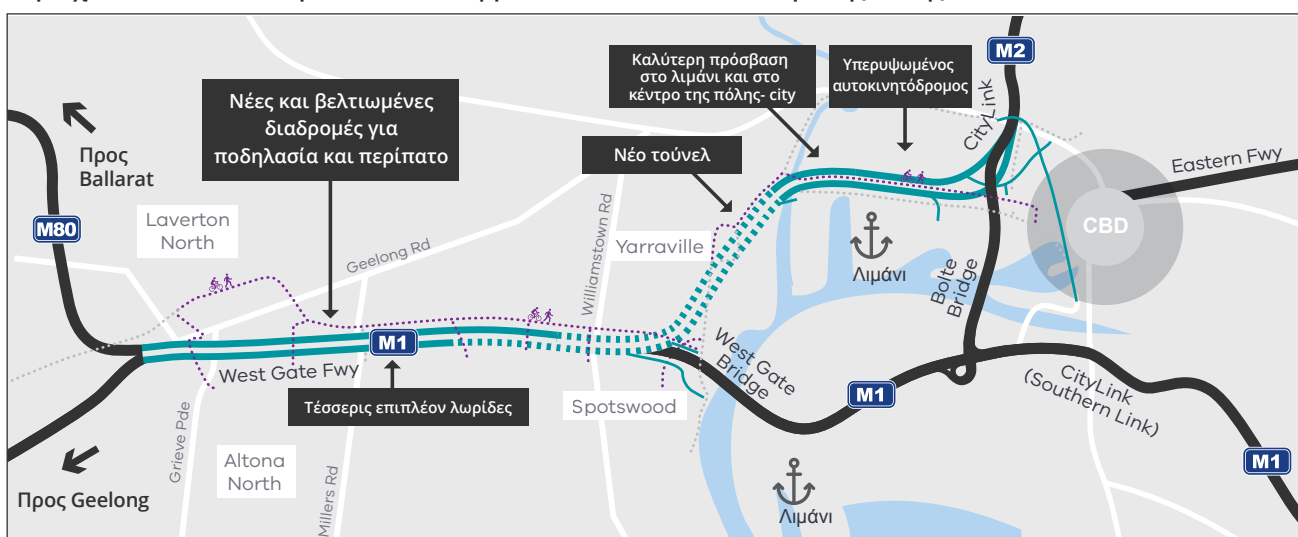 M2
Καλύτερη πρόσβαση
στο λιμάνι και στο
κέντρο της πόλης- city
Υπερυψωμένος
αυτοκινητόδρομος
CityLink
Νέες και βελτιωμένες
διαδρομές για
ποδηλασία και περίπατο
Προς
Ballarat
Νέο τούνελ
Eastern Fwy
M80
Laverton
North
Geelong Rd
Williamstown Rd
Yarraville
Λιμάνι
CBD
Bolte
Bridge
M1
West Gate Fwy
West Gate
Bridge
Τέσσερις επιπλέον λωρίδες
Spotswood
M1
CityLink
(Southern Link)
M1
Grieve Pde
Altona
North
Millers Rd
Προς Geelong
Λιμάνι